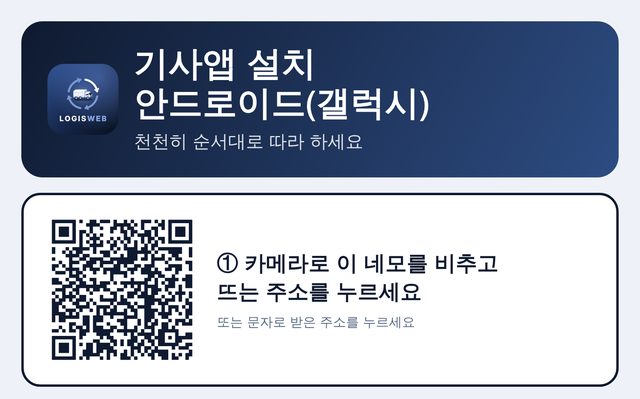 기사앱 설치
안드로이드(갤럭시)
LOGISWEB
천천히 순서대로 따라 하세요
① 카메라로 이 네모를 비추고
뜨는 주소를 누르세요
또는 문자로 받은 주소를 누르세요